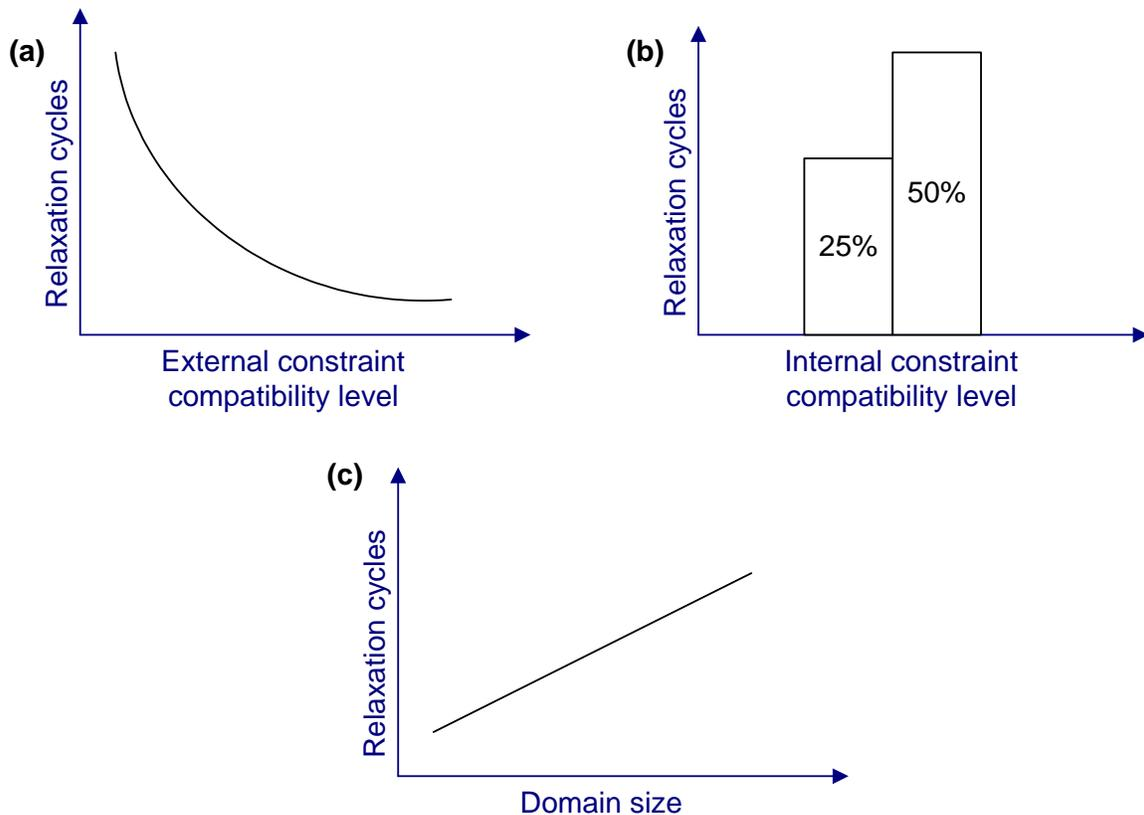 (a)
Relaxation cycles
External constraint
compatibility level
(b)
Relaxation cycles
25%
50%
Internal constraint
compatibility level
(c)
Relaxation cycles
Domain size